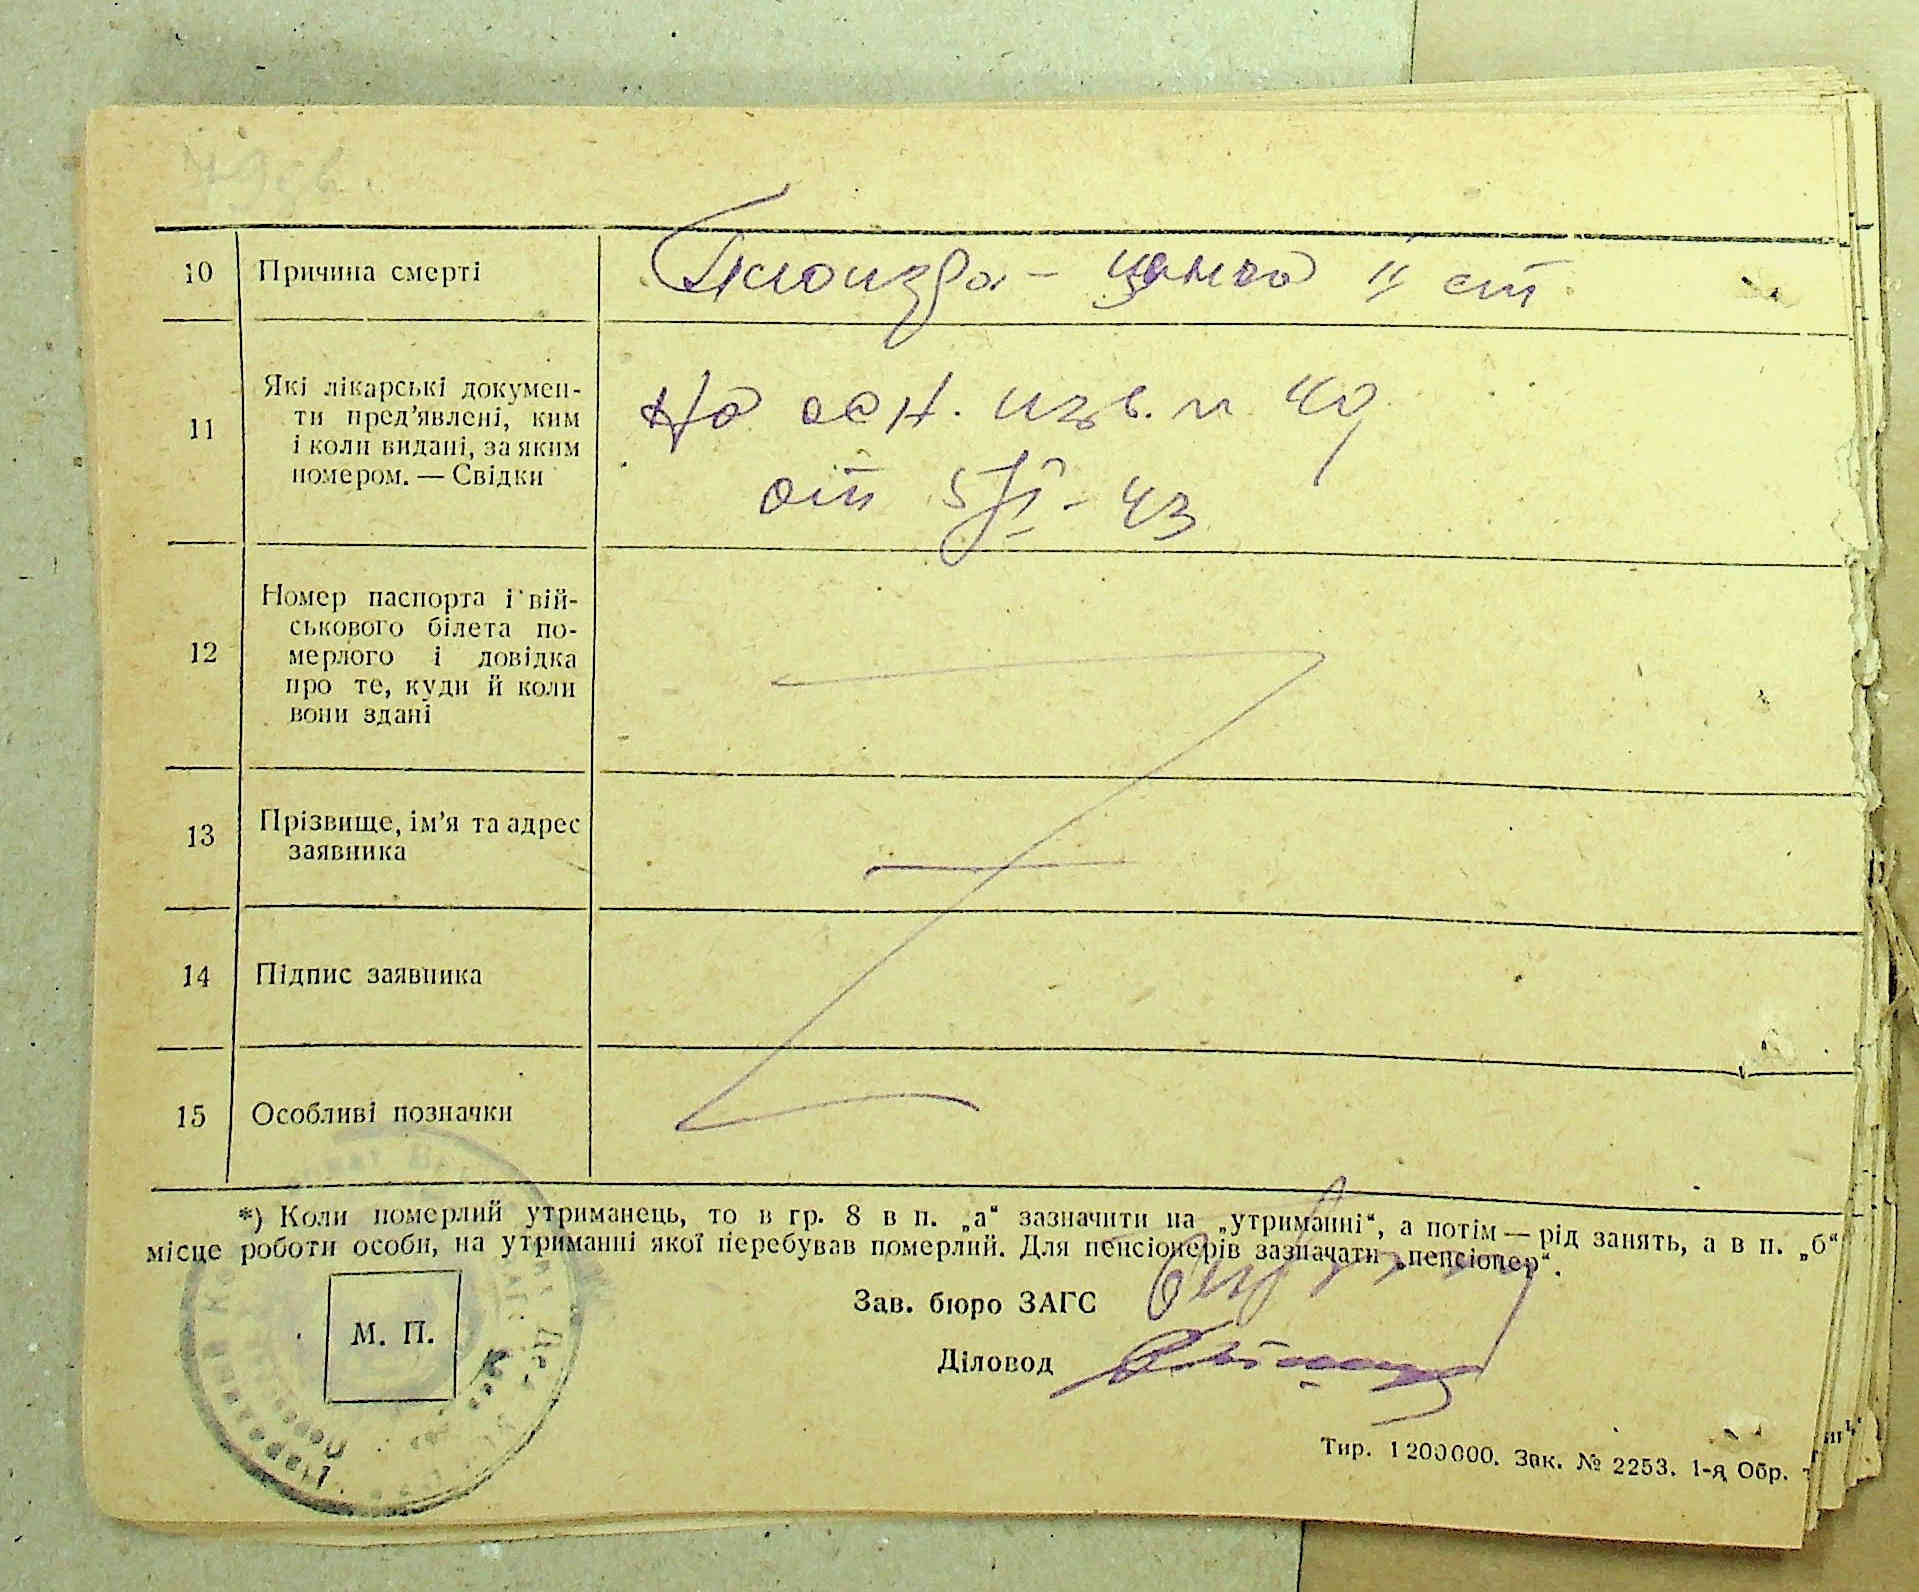 10 Причина смерті ст
11 Які лікарські докумен-
ти пред’явлені, ким
і коли видані, за яким
номером. — Свідки
На осн. изв. 49
от 5 - 43
12 Номер паспорта і вій-
ськового білета по-
мерлого і довідка
про те, куди й коли
вони здані
13 Прізвище, ім’я та адрес
заявника
14 Підпис заявника
15 Особливі позначки
*) Коли померлий утриманець, то в гр. 8 в п. „а“ зазначити на „утриманні“, а потім — рід занять, а в п. „б“
місце роботи особи, на утриманні якої перебував померлий. Для пенсіонерів зазначати „пенсіонер“.
Зав. бюро ЗАГС
М. П.
Діловод
Тир. 1200000. Зак. № 2253. 1-я Обр.